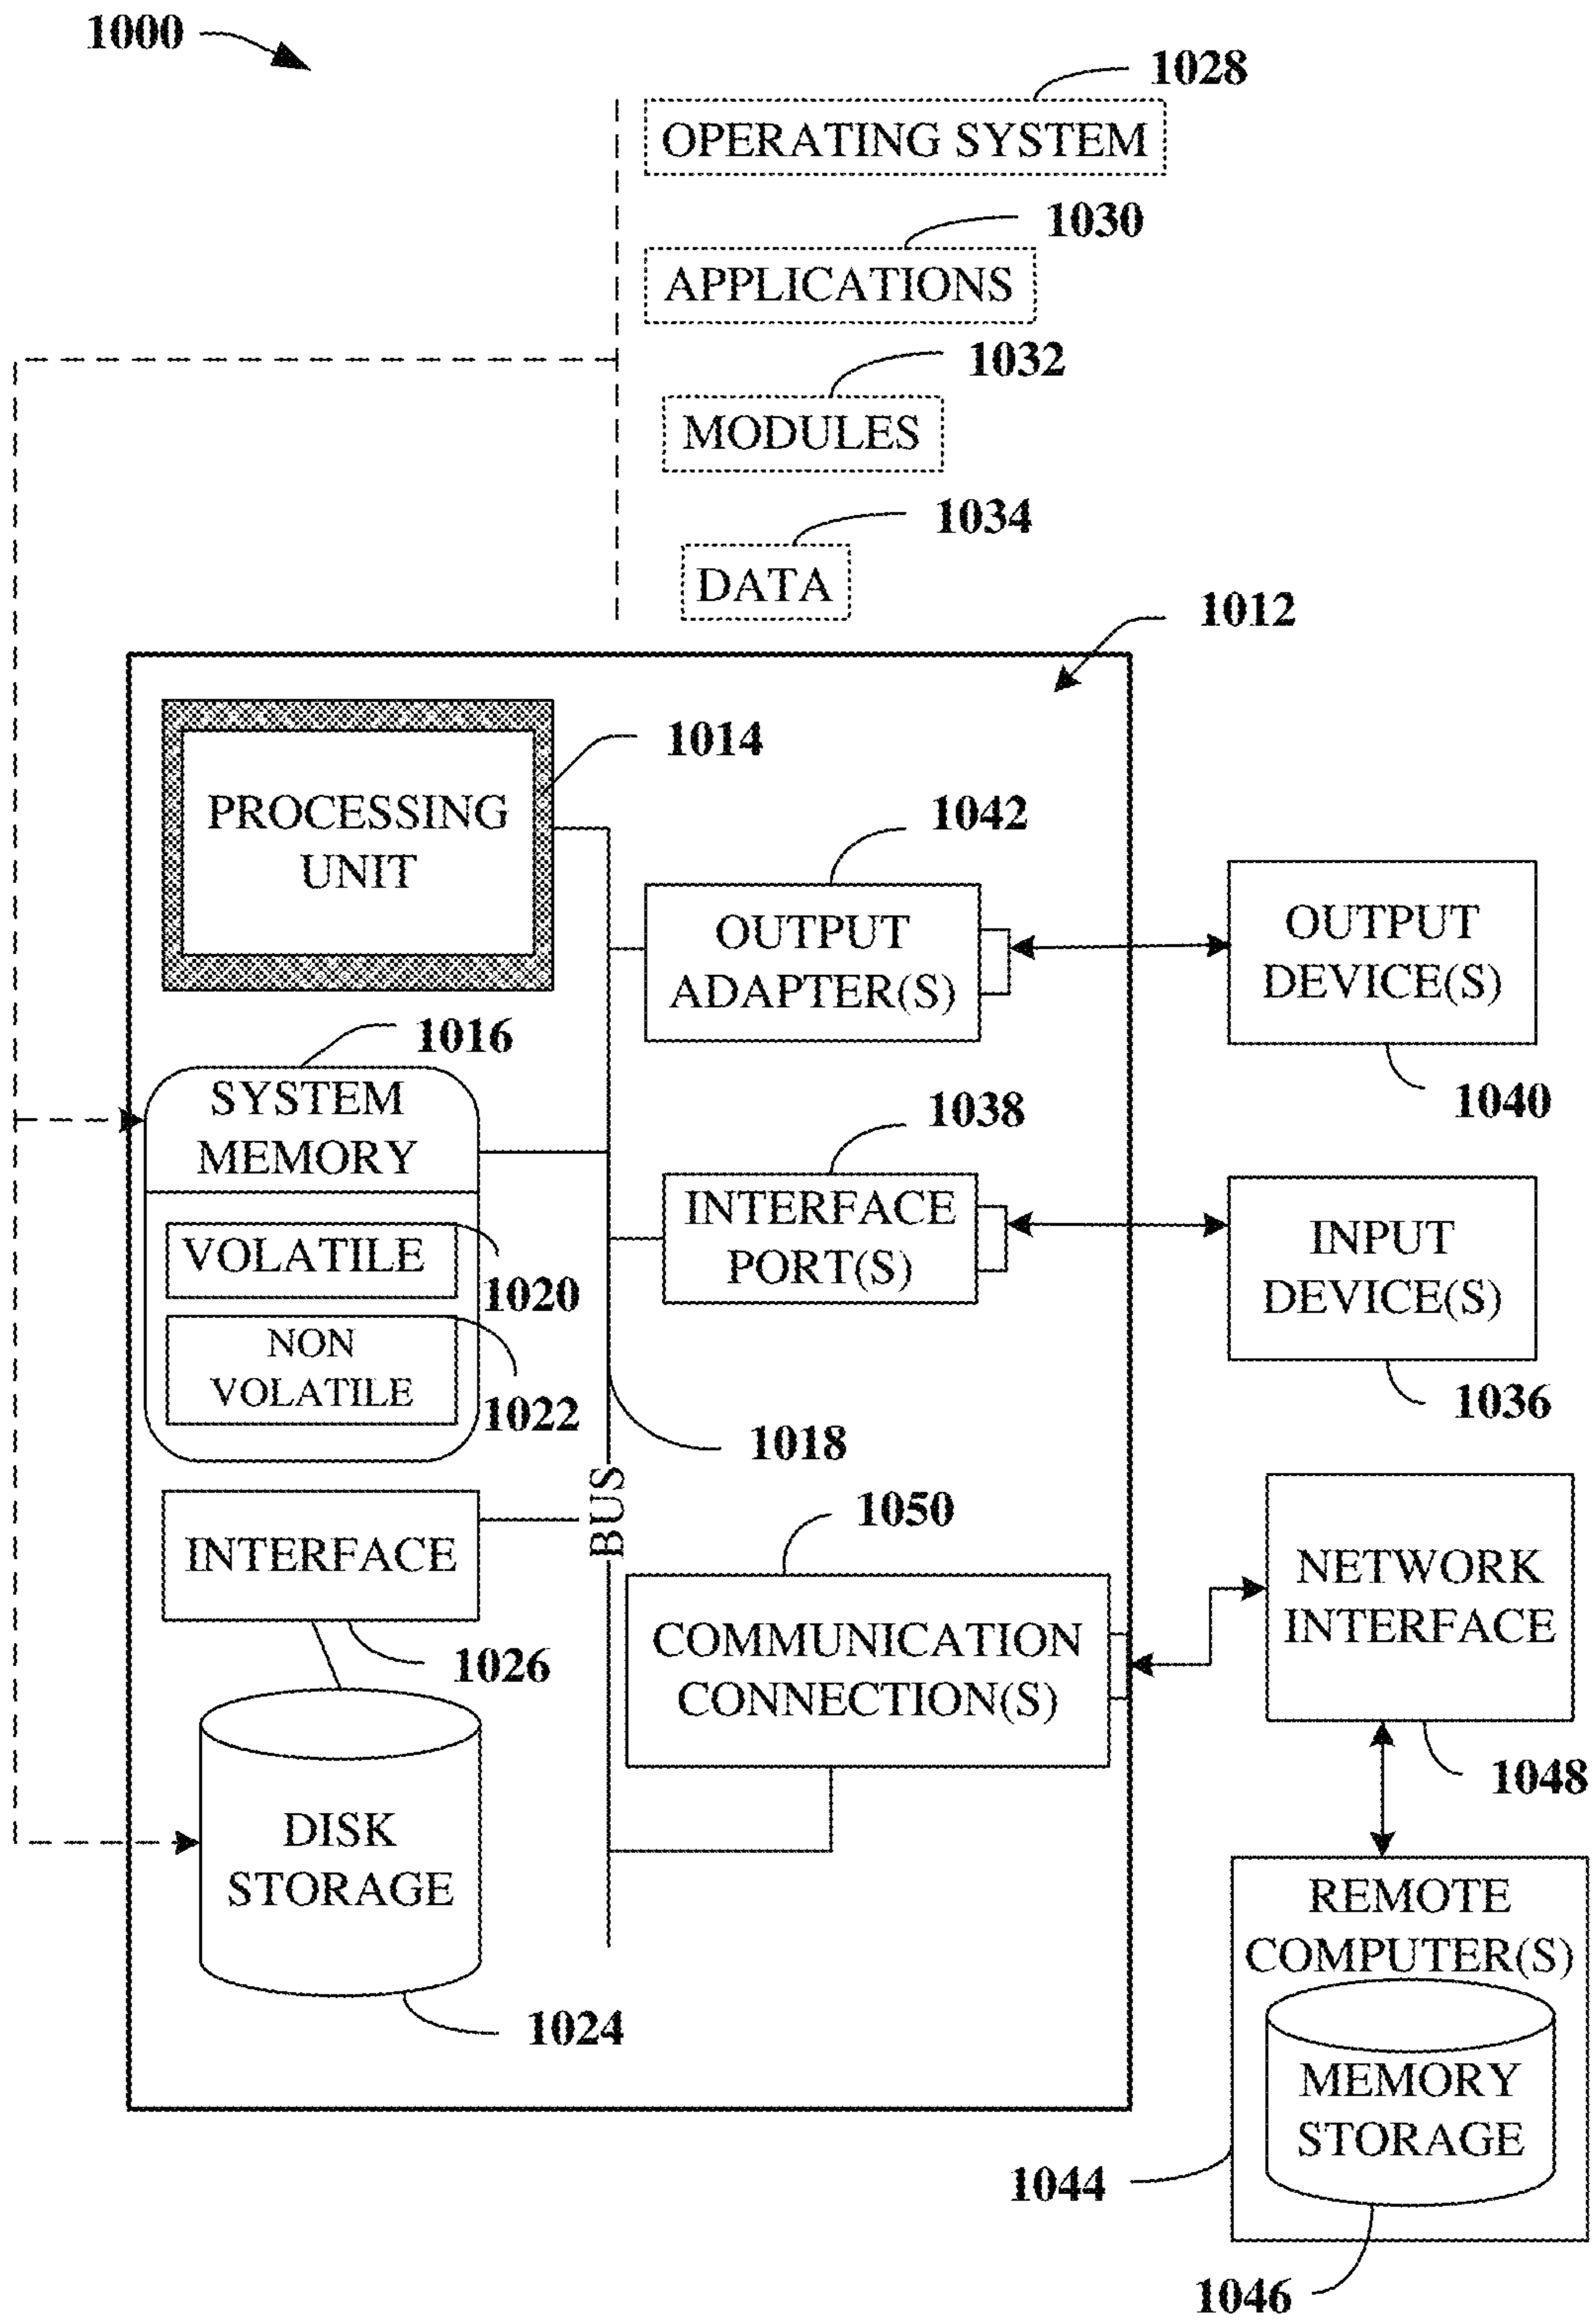 1000
1028
OPERATING SYSTEM
1030
APPLICATIONS
1032
MODULES
1034
DATA
1012
1014
PROCESSING
UNIT
1042
OUTPUT
ADAPTER(S)
OUTPUT
DEVICE(S)
1040
1016
SYSTEM
MEMORY
VOLATILE
1020
NON
VOLATILE
1022
1038
INTERFACE
PORT(S)
INPUT
DEVICE(S)
1036
1018
BUS
INTERFACE
1026
1050
COMMUNICATION
CONNECTION(S)
NETWORK
INTERFACE
1048
DISK
STORAGE
1024
REMOTE
COMPUTER(S)
MEMORY
STORAGE
1044
1046